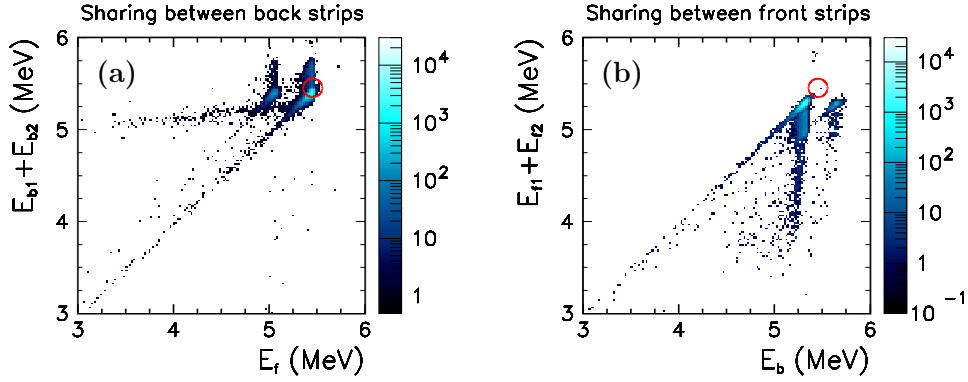 Sharing between back strips
(a)
E_b1+E_b2 (MeV)
6
5
4
3
3 4 5 6
E_f (MeV)
10^4
10^3
10^2
10
1
Sharing between front strips
(b)
E_f1+E_f2 (MeV)
6
5
4
3
3 4 5 6
E_b (MeV)
10^4
10^3
10^2
10
1
10^-1